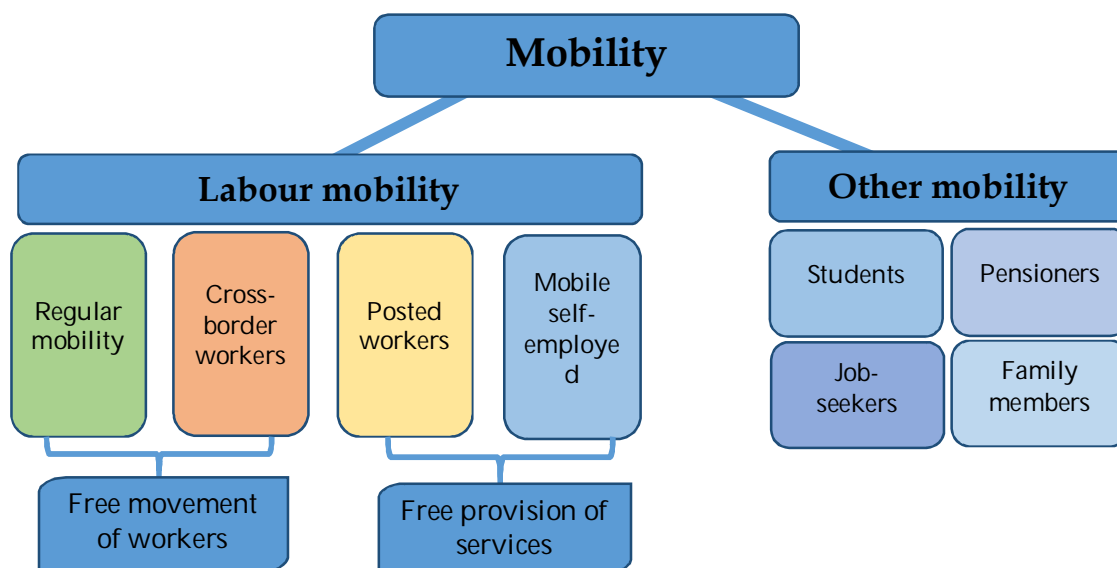 Mobility
Labour mobility
Other mobility
Regular
mobility
Cross-
border
workers
Posted
workers
Mobile
self-
employe
d
Students
Pensioners
Job-
seekers
Family
members
Free movement
of workers
Free provision of
services